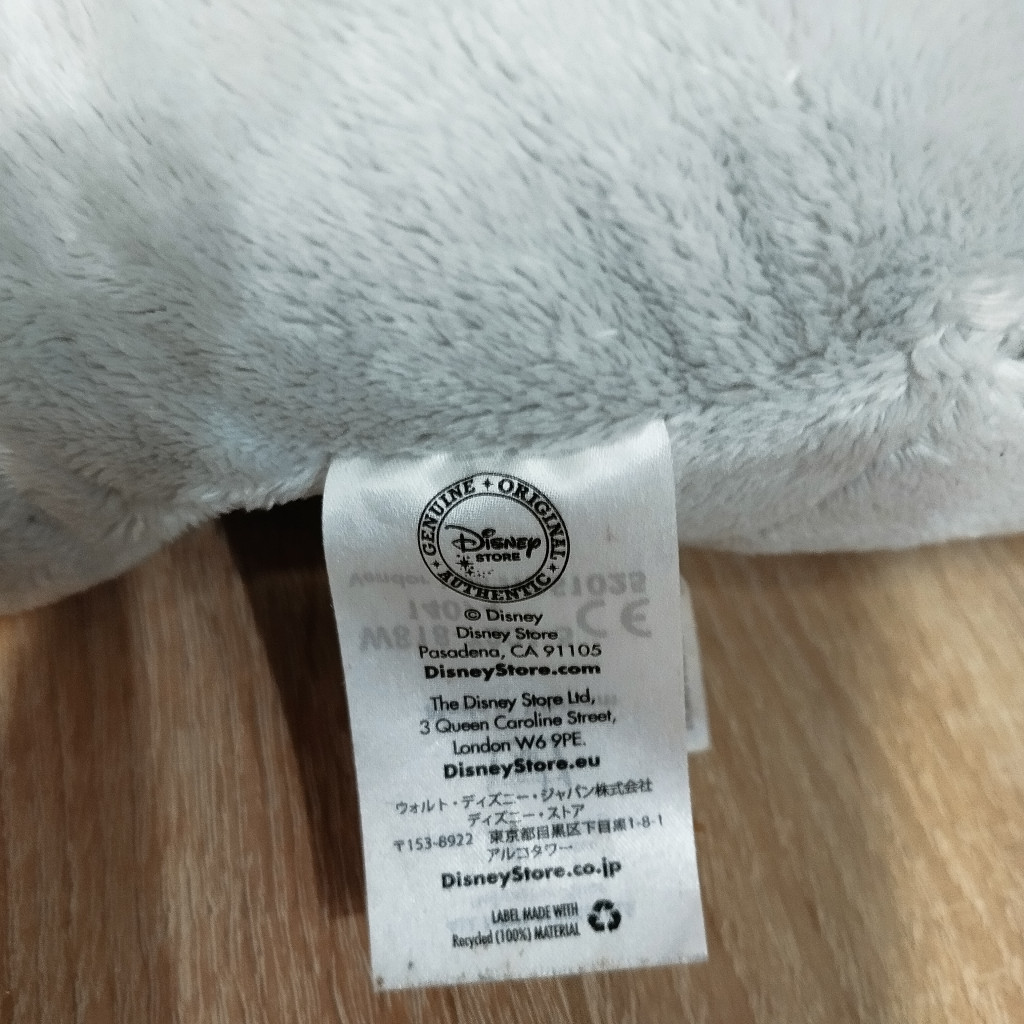 GENUINE ORIGINAL
AUTHENTIC
Disney
STORE
© Disney
Disney Store
Pasadena, CA 91105
DisneyStore.com
The Disney Store Ltd,
3 Queen Caroline Street,
London W6 9PE.
DisneyStore.eu
ウォルト・ディズニー・ジャパン株式会社
ディズニー・ストア
〒153-8922 東京都目黒区下目黒1-8-1
アルコタワー
DisneyStore.co.jp
LABEL MADE WITH
Recycled (100%) MATERIAL